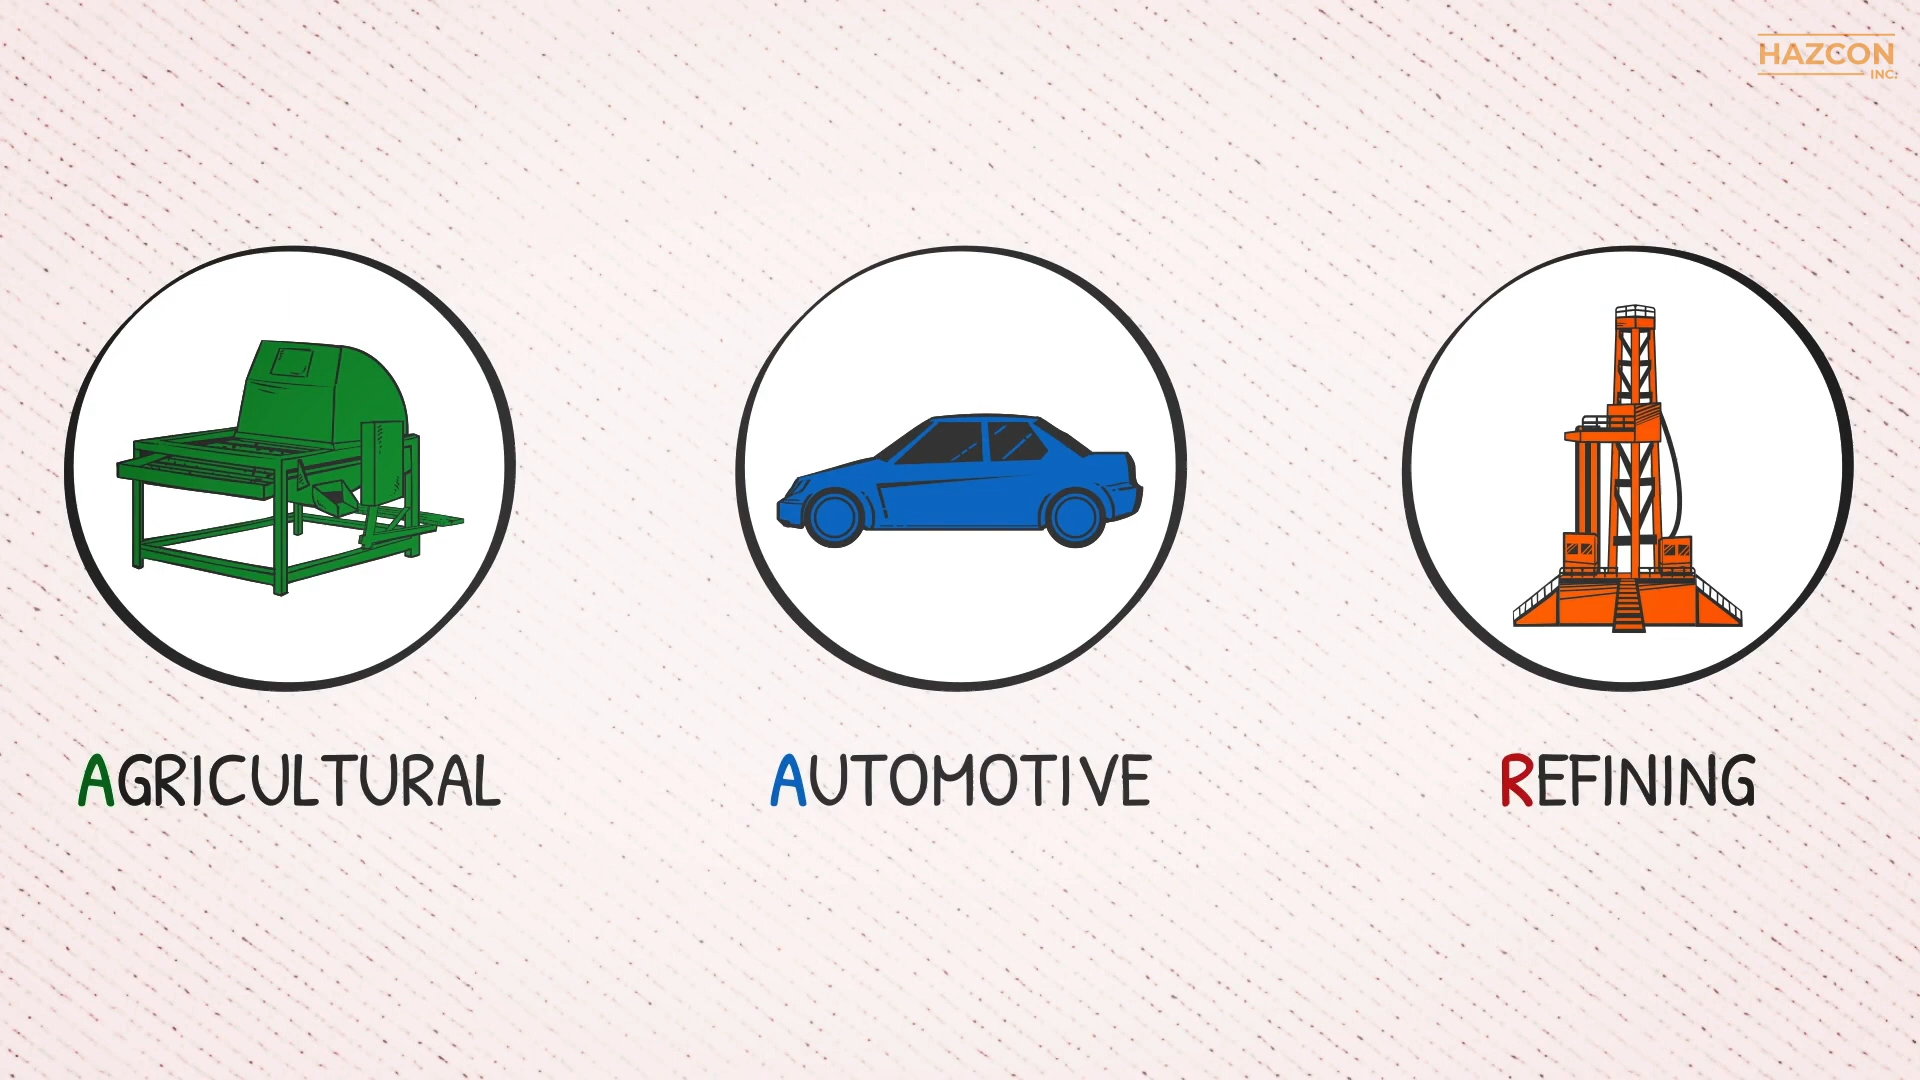 HAZCON
INC.
AGRICULTURAL
AUTOMOTIVE
REFINING